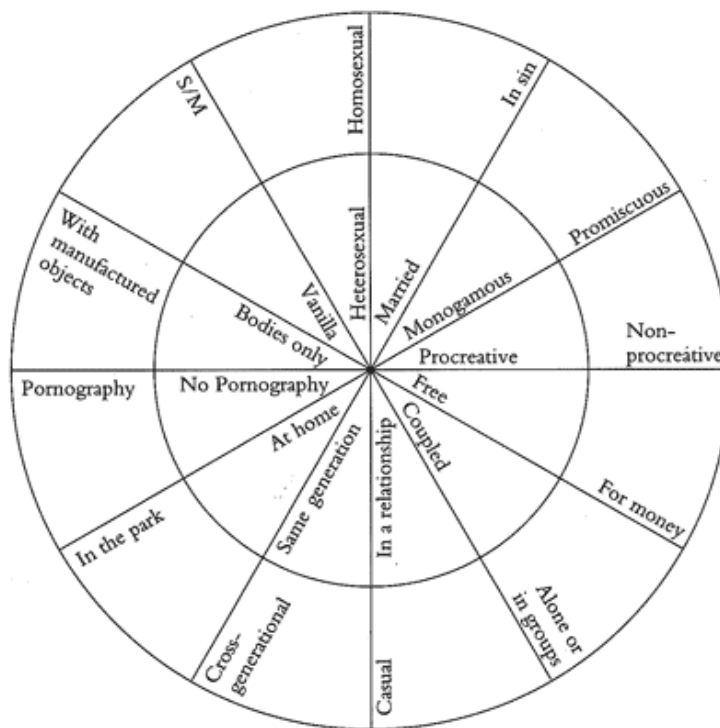 Homosexual
In sin
Promiscuous
Non-
procreative
For money
Alone or
in groups
Casual
Cross-
generational
In the park
Pornography
With
manufactured
objects
S/M
Heterosexual
Married
Monogamous
Procreative
Free
Coupled
In a relationship
Same generation
At home
No Pornography
Bodies only
Vanilla